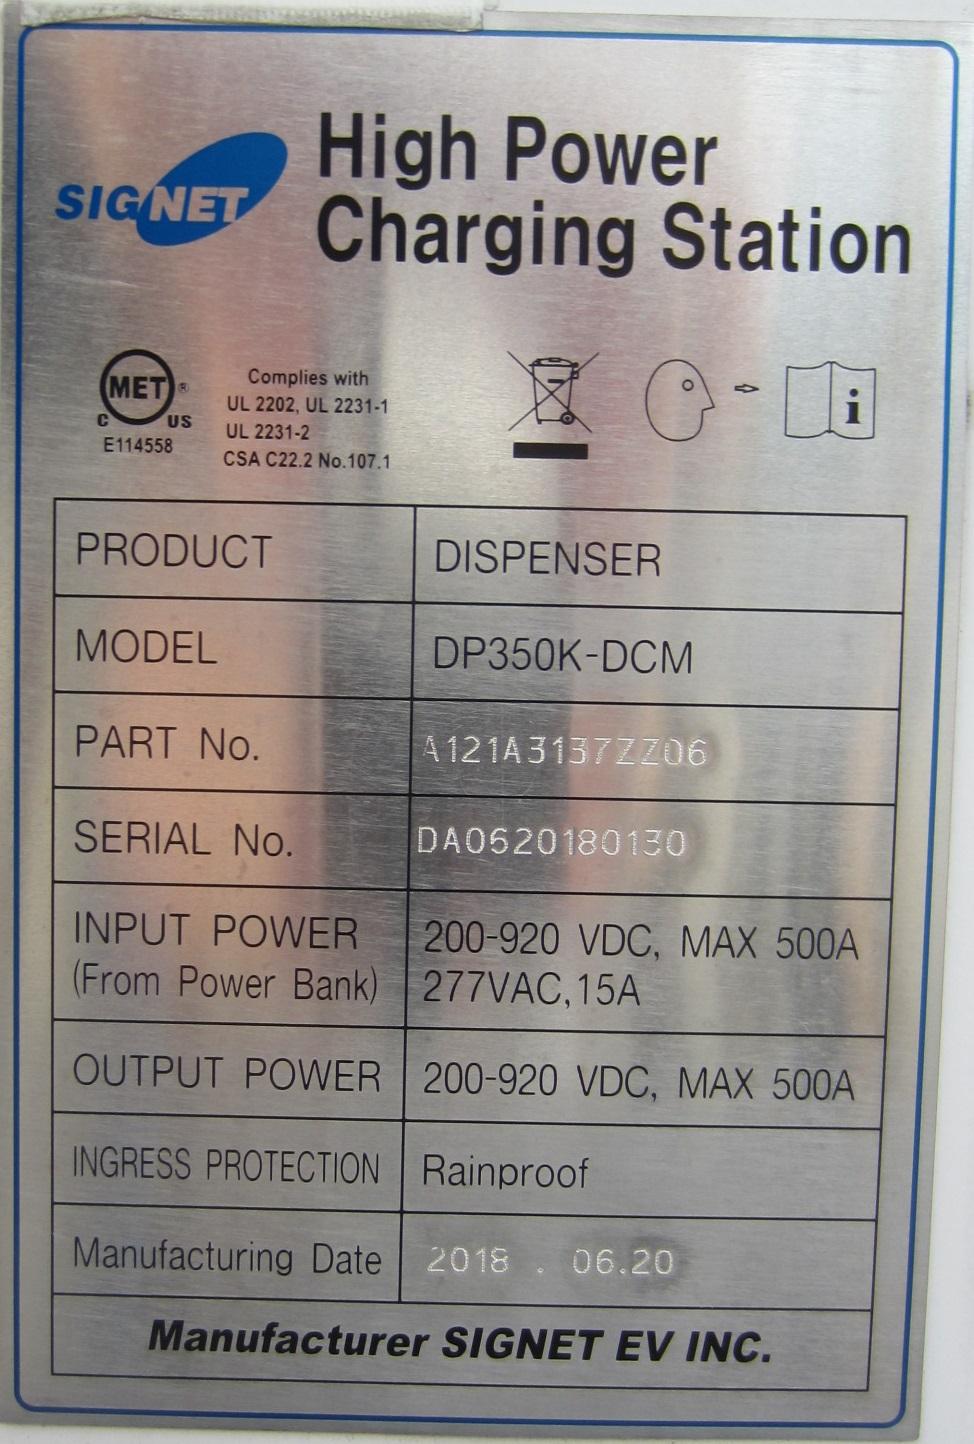 SIGNET
High Power
Charging Station
MET ®
C US
E114558
Complies with
UL 2202, UL 2231-1
UL 2231-2
CSA C22.2 No.107.1
i
PRODUCT DISPENSER
MODEL DP350K-DCM
PART No. A121A3137ZZ06
SERIAL No. DA0620180130
INPUT POWER 200-920 VDC, MAX 500A
(From Power Bank) 277VAC,15A
OUTPUT POWER 200-920 VDC, MAX 500A
INGRESS PROTECTION Rainproof
Manufacturing Date 2018 . 06.20
Manufacturer SIGNET EV INC.